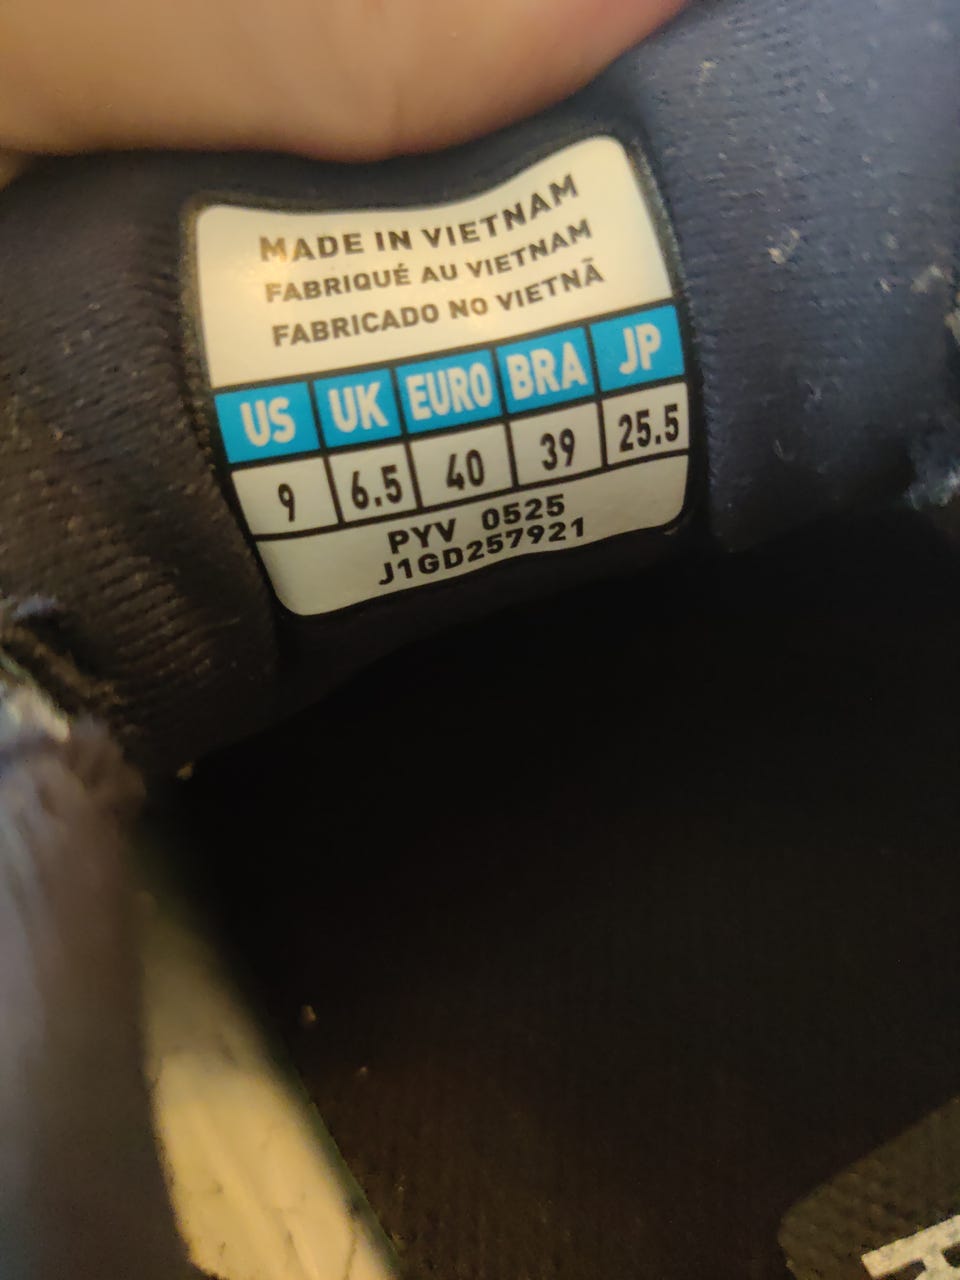 MADE IN VIETNAM
FABRIQUÉ AU VIETNAM
FABRICADO NO VIETNÃ
US UK EURO BRA JP
9 6.5 40 39 25.5
PYV 0525
J1GD257921